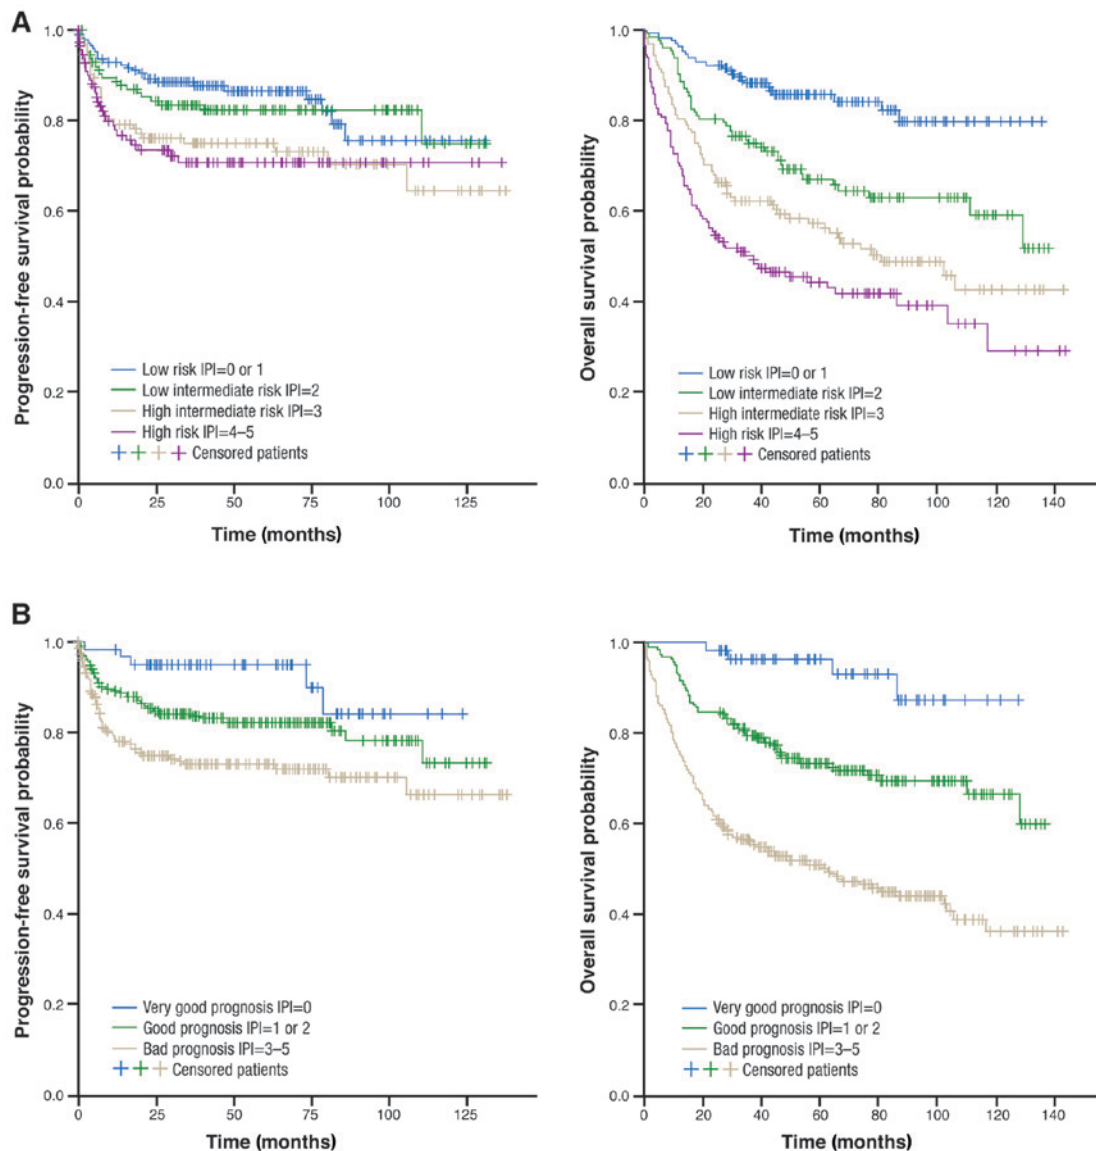 A
Progression-free survival probability
1.0
0.8
0.6
0.4
0.2
0.0
Low risk IPI=0 or 1
Low intermediate risk IPI=2
High intermediate risk IPI=3
High risk IPI=4–5
Censored patients
0 25 50 75 100 125
Time (months)
Overall survival probability
1.0
0.8
0.6
0.4
0.2
0.0
Low risk IPI=0 or 1
Low intermediate risk IPI=2
High intermediate risk IPI=3
High risk IPI=4–5
Censored patients
0 20 40 60 80 100 120 140
Time (months)
B
Progression-free survival probability
1.0
0.8
0.6
0.4
0.2
0.0
Very good prognosis IPI=0
Good prognosis IPI=1 or 2
Bad prognosis IPI=3–5
Censored patients
0 25 50 75 100 125
Time (months)
Overall survival probability
1.0
0.8
0.6
0.4
0.2
0.0
Very good prognosis IPI=0
Good prognosis IPI=1 or 2
Bad prognosis IPI=3–5
Censored patients
0 20 40 60 80 100 120 140
Time (months)